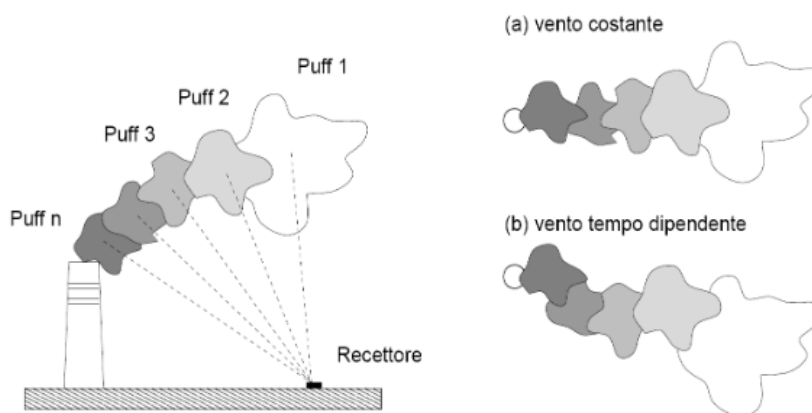 Puff 1
Puff 2
Puff 3
Puff n
Recettore
(a) vento costante
(b) vento tempo dipendente